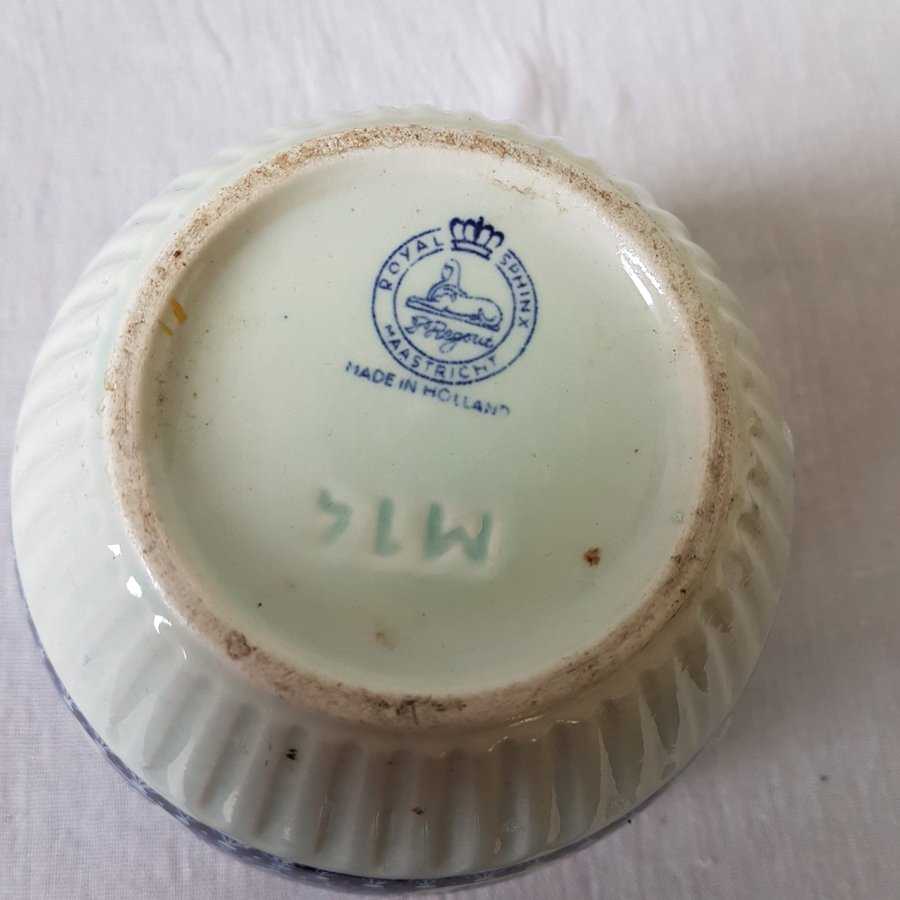 ROYAL SPHINX
P. Regout
MAASTRICHT
MADE IN HOLLAND
M14